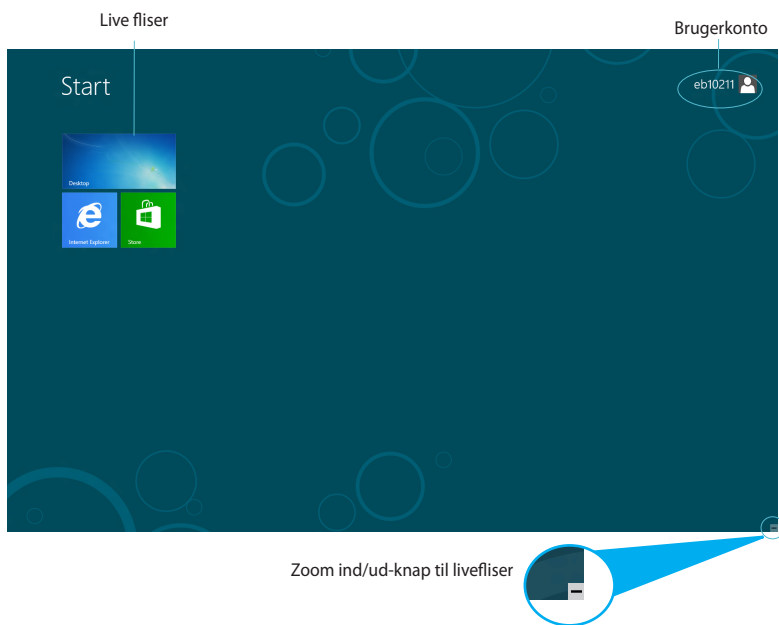 Live fliser
Brugerkonto
Start
eb10211
Desktop
Internet Explorer
Store
Zoom ind/ud-knap til livefliser